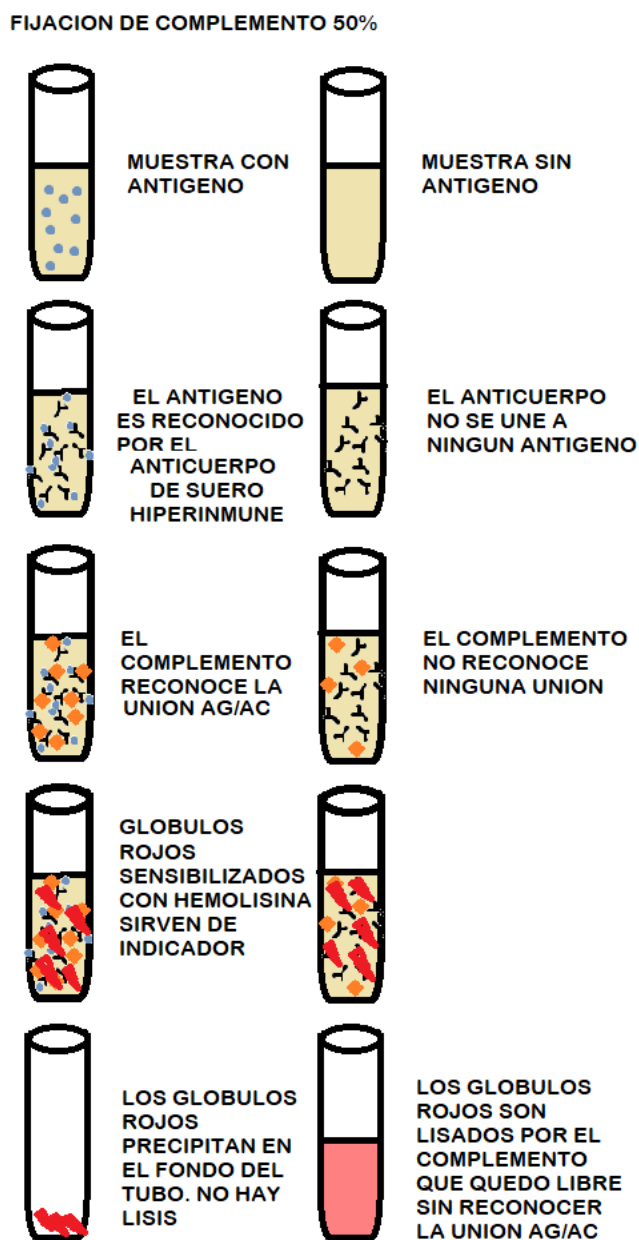 FIJACION DE COMPLEMENTO 50%
MUESTRA CON
ANTIGENO
MUESTRA SIN
ANTIGENO
EL ANTIGENO
ES RECONOCIDO
POR EL
ANTICUERPO
DE SUERO
HIPERINMUNE
EL ANTICUERPO
NO SE UNE A
NINGUN ANTIGENO
EL
COMPLEMENTO
RECONOCE LA
UNION AG/AC
EL COMPLEMENTO
NO RECONOCE
NINGUNA UNION
GLOBULOS
ROJOS
SENSIBILIZADOS
CON HEMOLISINA
SIRVEN DE
INDICADOR
LOS GLOBULOS
ROJOS
PRECIPITAN EN
EL FONDO DEL
TUBO. NO HAY
LISIS
LOS GLOBULOS
ROJOS SON
LISADOS POR EL
COMPLEMENTO
QUE QUEDO LIBRE
SIN RECONOCER
LA UNION AG/AC